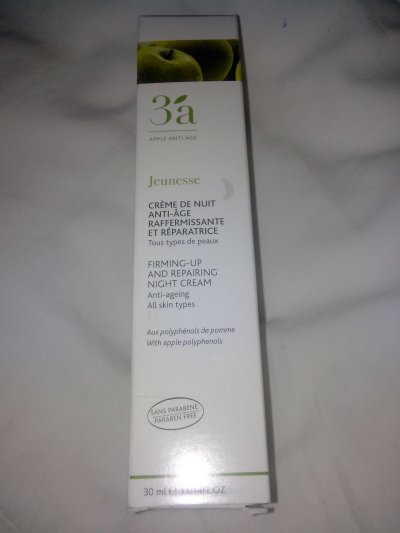 3a
APPLE ANTI AGE
Jeunesse
CRÈME DE NUIT
ANTI-ÂGE
RAFFERMISSANTE
ET RÉPARATRICE
Tous types de peaux
FIRMING-UP
AND REPAIRING
NIGHT CREAM
Anti-ageing
All skin types
Aux polyphénols de pomme
With apple polyphenols
SANS PARABENE
PARABEN FREE
30 ml